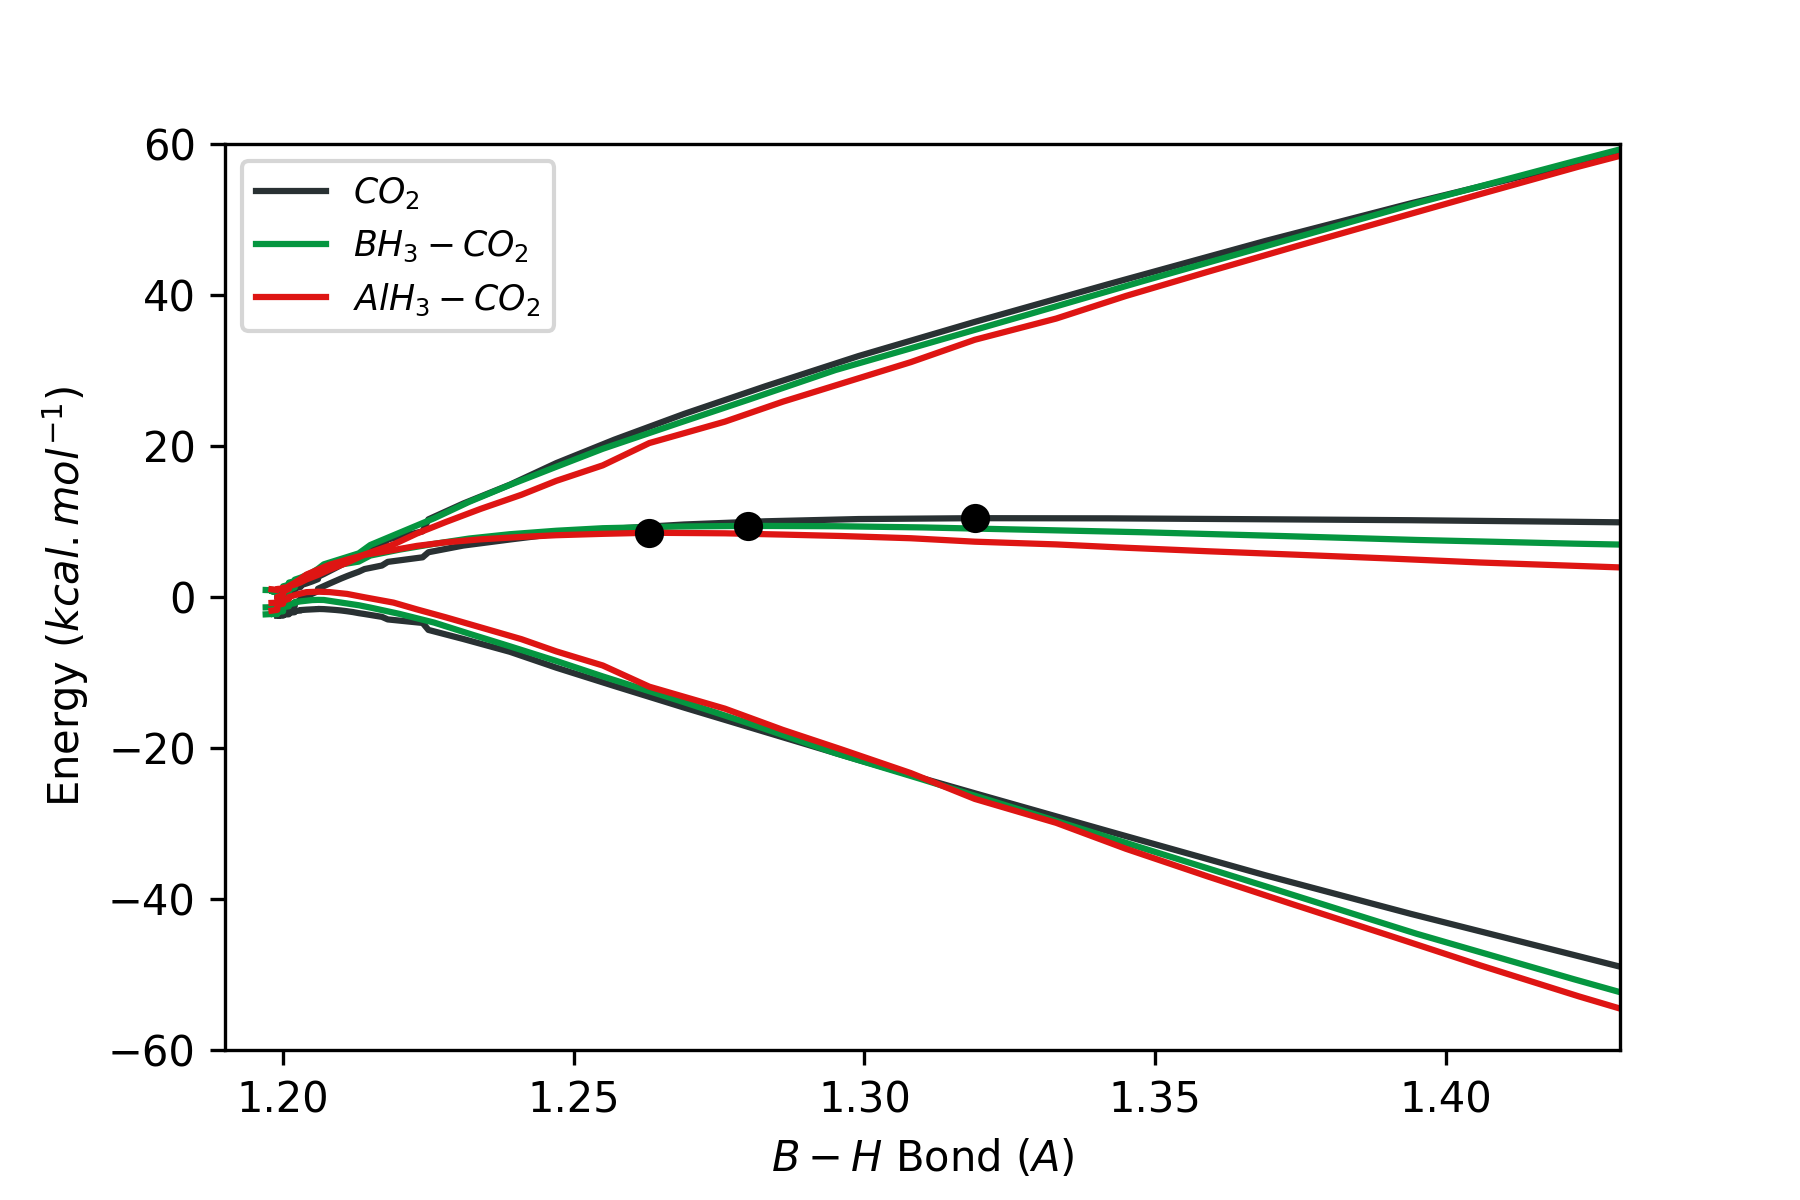 60
40
20
0
−20
−40
−60
Energy (kcal.mol⁻¹)
CO₂
BH₃ − CO₂
AlH₃ − CO₂
1.20 1.25 1.30 1.35 1.40
B − H Bond (A)